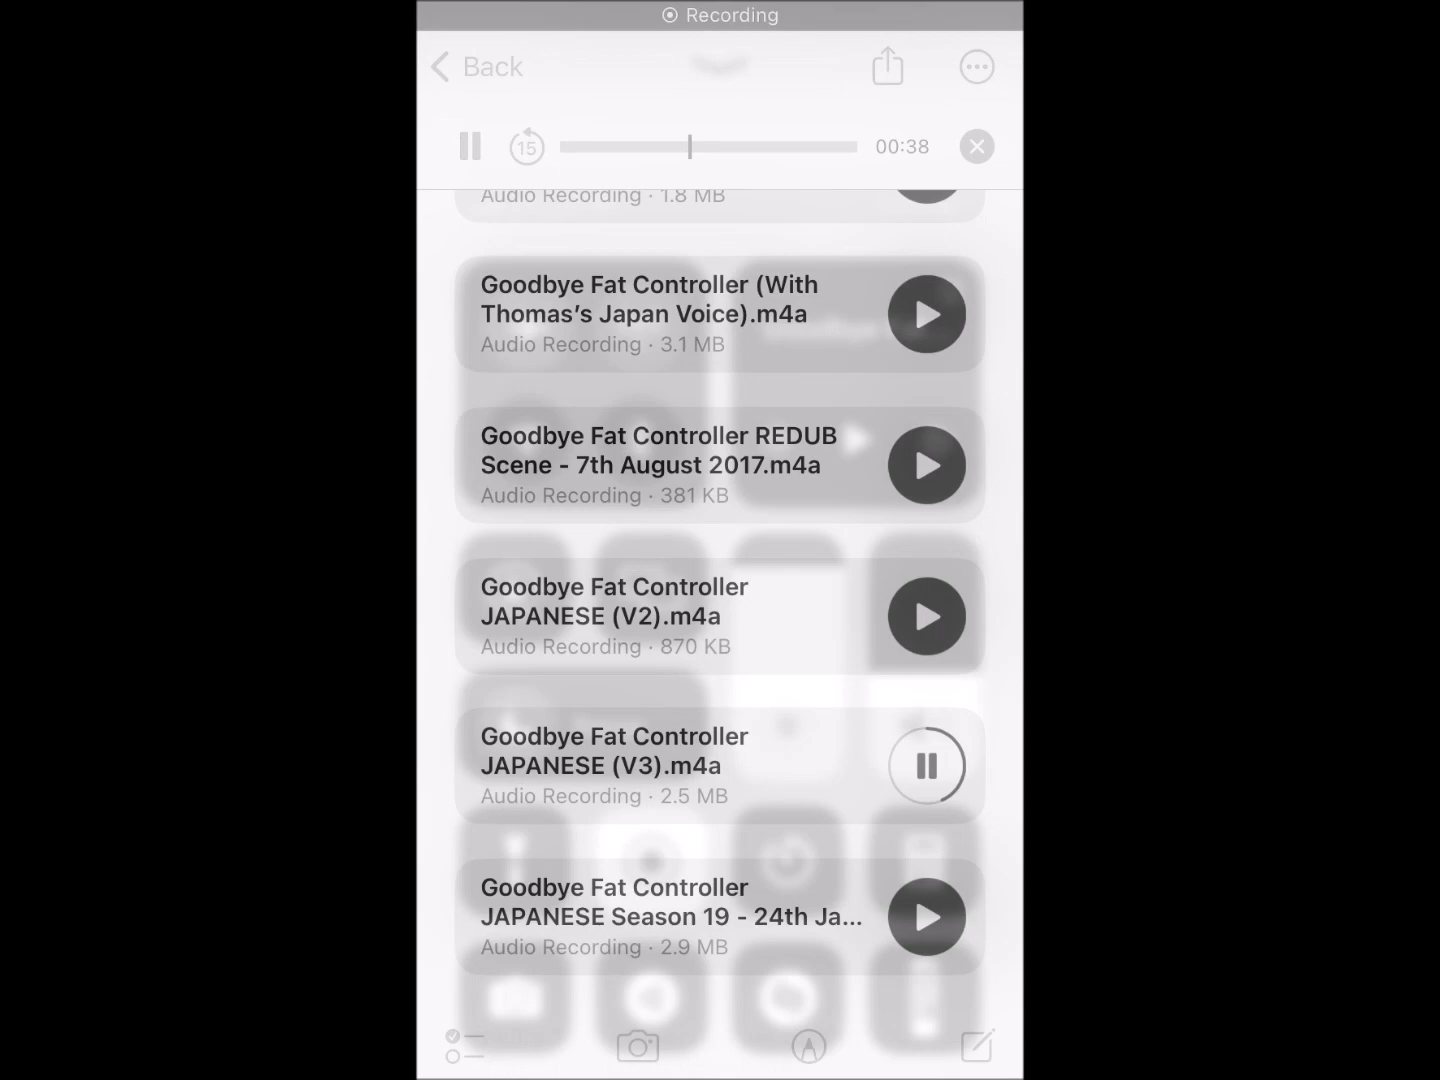 Recording
Back
15
00:38
Audio Recording · 1.8 MB
Goodbye Fat Controller (With
Thomas’s Japan Voice).m4a
Audio Recording · 3.1 MB
Goodbye Fat Controller REDUB
Scene - 7th August 2017.m4a
Audio Recording · 381 KB
Goodbye Fat Controller
JAPANESE (V2).m4a
Audio Recording · 870 KB
Goodbye Fat Controller
JAPANESE (V3).m4a
Audio Recording · 2.5 MB
Goodbye Fat Controller
JAPANESE Season 19 - 24th Ja...
Audio Recording · 2.9 MB